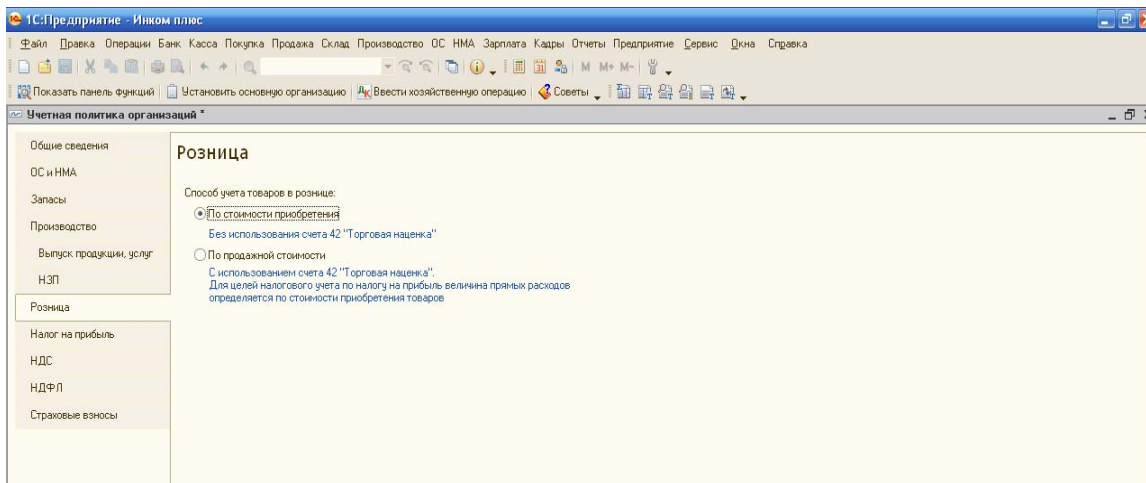 1С:Предприятие - Инком плюс
Файл Правка Операции Банк Касса Покупка Продажа Склад Производство ОС НМА Зарплата Кадры Отчеты Предприятие Сервис Окна Справка
M M+ M-
Показать панель функций Установить основную организацию Ввести хозяйственную операцию Советы
Учетная политика организаций *
Общие сведения
ОС и НМА
Запасы
Производство
Выпуск продукции, услуг
НЗП
Розница
Налог на прибыль
НДС
НДФЛ
Страховые взносы
Розница
Способ учета товаров в рознице:
По стоимости приобретения
Без использования счета 42 "Торговая наценка"
По продажной стоимости
С использованием счета 42 "Торговая наценка".
Для целей налогового учета по налогу на прибыль величина прямых расходов
определяется по стоимости приобретения товаров